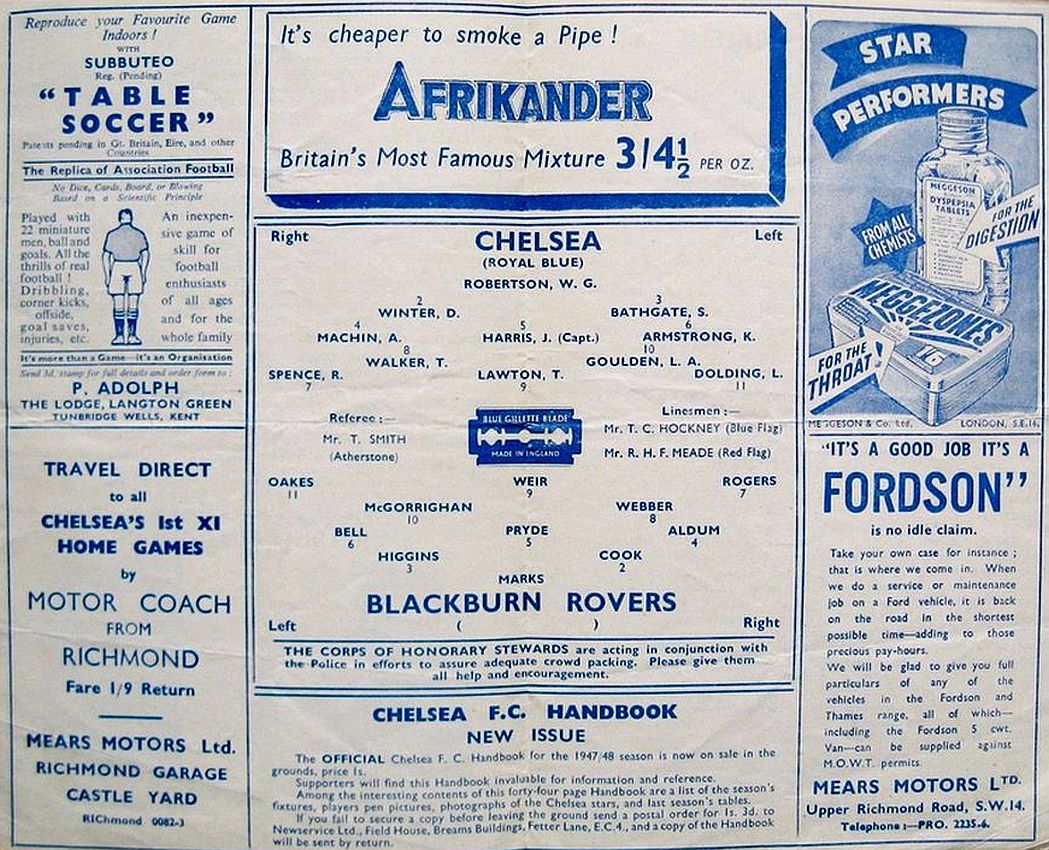 Reproduce your Favourite Game
Indoors !
WITH
SUBBUTEO
Reg. (Pending)
"TABLE
SOCCER"
Patents pending in Gt. Britain, Eire, and other
Countries
The Replica of Association Football
No Dice, Cards, Board, or Blowing
Based on a Scientific Principle
Played with
22 miniature
men, ball and
goals. All the
thrills of real
football !
Dribbling,
corner kicks,
offside,
goal saves,
injuries, etc.
An inexpen-
sive game of
skill for
football
enthusiasts
of all ages
and for the
whole family
It's more than a Game—it's an Organisation
Send 3d. stamp for full details and order form to :
P. ADOLPH
THE LODGE, LANGTON GREEN
TUNBRIDGE WELLS, KENT
TRAVEL DIRECT
to all
CHELSEA'S 1st XI
HOME GAMES
by
MOTOR COACH
FROM
RICHMOND
Fare 1/9 Return
MEARS MOTORS Ltd.
RICHMOND GARAGE
CASTLE YARD
RIChmond 0082-3
It's cheaper to smoke a Pipe !
AFRIKANDER
Britain's Most Famous Mixture 3/4½ PER OZ.
Right CHELSEA Left
(ROYAL BLUE)
ROBERTSON, W. G.
2 3
WINTER, D. BATHGATE, S.
4 5 6
MACHIN, A. HARRIS, J. (Capt.) ARMSTRONG, K.
8 10
WALKER, T. GOULDEN, L. A.
SPENCE, R. LAWTON, T. DOLDING, L.
7 9 11
Referee :—
Mr. T. SMITH
(Atherstone)
BLUE GILLETTE BLADE
MADE IN ENGLAND
Linesmen :—
Mr. T. C. HOCKNEY (Blue Flag)
Mr. R. H. F. MEADE (Red Flag)
OAKES WEIR ROGERS
11 9 7
McGORRIGHAN WEBBER
10 8
BELL PRYDE ALDUM
6 5 4
HIGGINS COOK
3 2
MARKS
BLACKBURN ROVERS
Left ( ) Right
THE CORPS OF HONORARY STEWARDS are acting in conjunction with
the Police in efforts to assure adequate crowd packing. Please give them
all help and encouragement.
CHELSEA F.C. HANDBOOK
NEW ISSUE
The OFFICIAL Chelsea F. C. Handbook for the 1947/48 season is now on sale in the
grounds, price 1s.
Supporters will find this Handbook invaluable for information and reference.
Among the interesting contents of this forty-four page Handbook are a list of the season's
fixtures, players pen pictures, photographs of the Chelsea stars, and last season's tables.
If you fail to secure a copy before leaving the ground send a postal order for 1s. 3d. to
Newservice Ltd., Field House, Breams Buildings, Fetter Lane, E.C.4., and a copy of the Handbook
will be sent by return.
STAR
PERFORMERS
MEGGESON
DYSPEPSIA
TABLETS
FOR THE
DIGESTION
FROM ALL
CHEMISTS
MEGGEZONES
1/6
FOR THE
THROAT!
MEGGESON & Co. Ltd., LONDON, S.E.16.
"IT'S A GOOD JOB IT'S A
FORDSON"
is no idle claim.
Take your own case for instance ;
that is where we come in. When
we do a service or maintenance
job on a Ford vehicle, it is back
on the road in the shortest
possible time—adding to those
precious pay-hours.
We will be glad to give you full
particulars of any of the
vehicles in the Fordson and
Thames range, all of which—
including the Fordson 5 cwt.
Van—can be supplied against
M.O.W.T. permits.
MEARS MOTORS LTD.
Upper Richmond Road, S.W.14.
Telephone :—PRO. 2235-6.